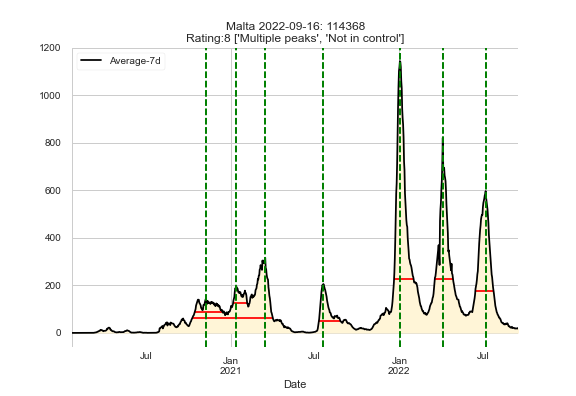 Malta 2022-09-16: 114368
Rating:8 ['Multiple peaks', 'Not in control']
Average-7d
1200
1000
800
600
400
200
0
Jul
Jan
2021
Jul
Jan
2022
Jul
Date